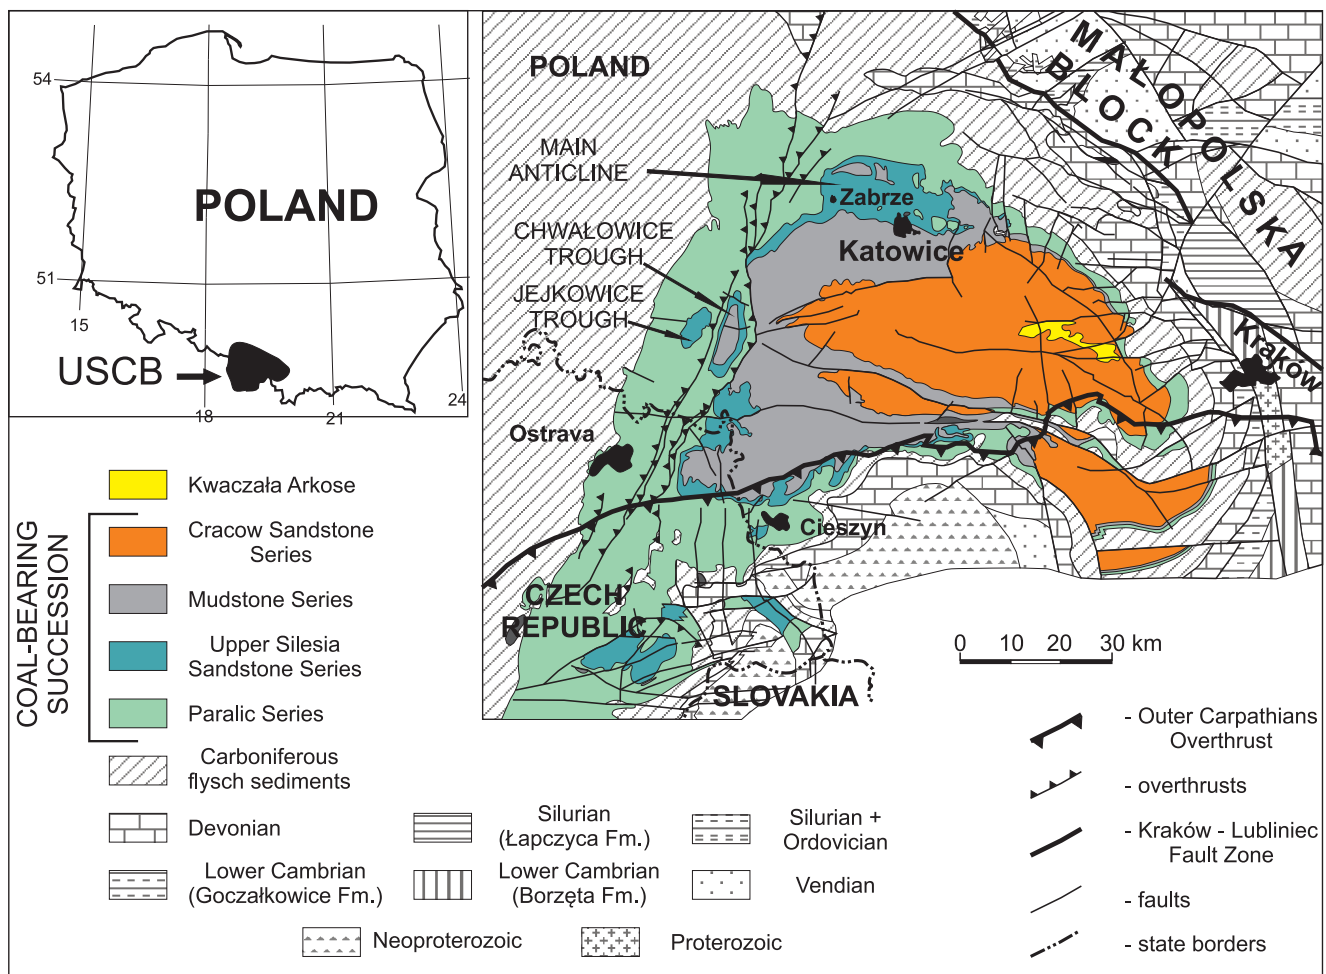 54
51
15
18
21
24
POLAND
USCB
POLAND
MAŁOPOLSKA
BLOCK
MAIN
ANTICLINE
Zabrze
CHWAŁOWICE
TROUGH
Katowice
JEJKOWICE
TROUGH
Kraków
Ostrava
Cieszyn
CZECH
REPUBLIC
SLOVAKIA
0 10 20 30 km
COAL-BEARING
SUCCESSION
Kwaczała Arkose
Cracow Sandstone
Series
Mudstone Series
Upper Silesia
Sandstone Series
Paralic Series
Carboniferous
flysch sediments
Devonian
Silurian
(Łapczyca Fm.)
Silurian +
Ordovician
Lower Cambrian
(Goczałkowice Fm.)
Lower Cambrian
(Borzęta Fm.)
Vendian
Neoproterozoic
Proterozoic
- Outer Carpathians
Overthrust
- overthrusts
- Kraków - Lubliniec
Fault Zone
- faults
- state borders